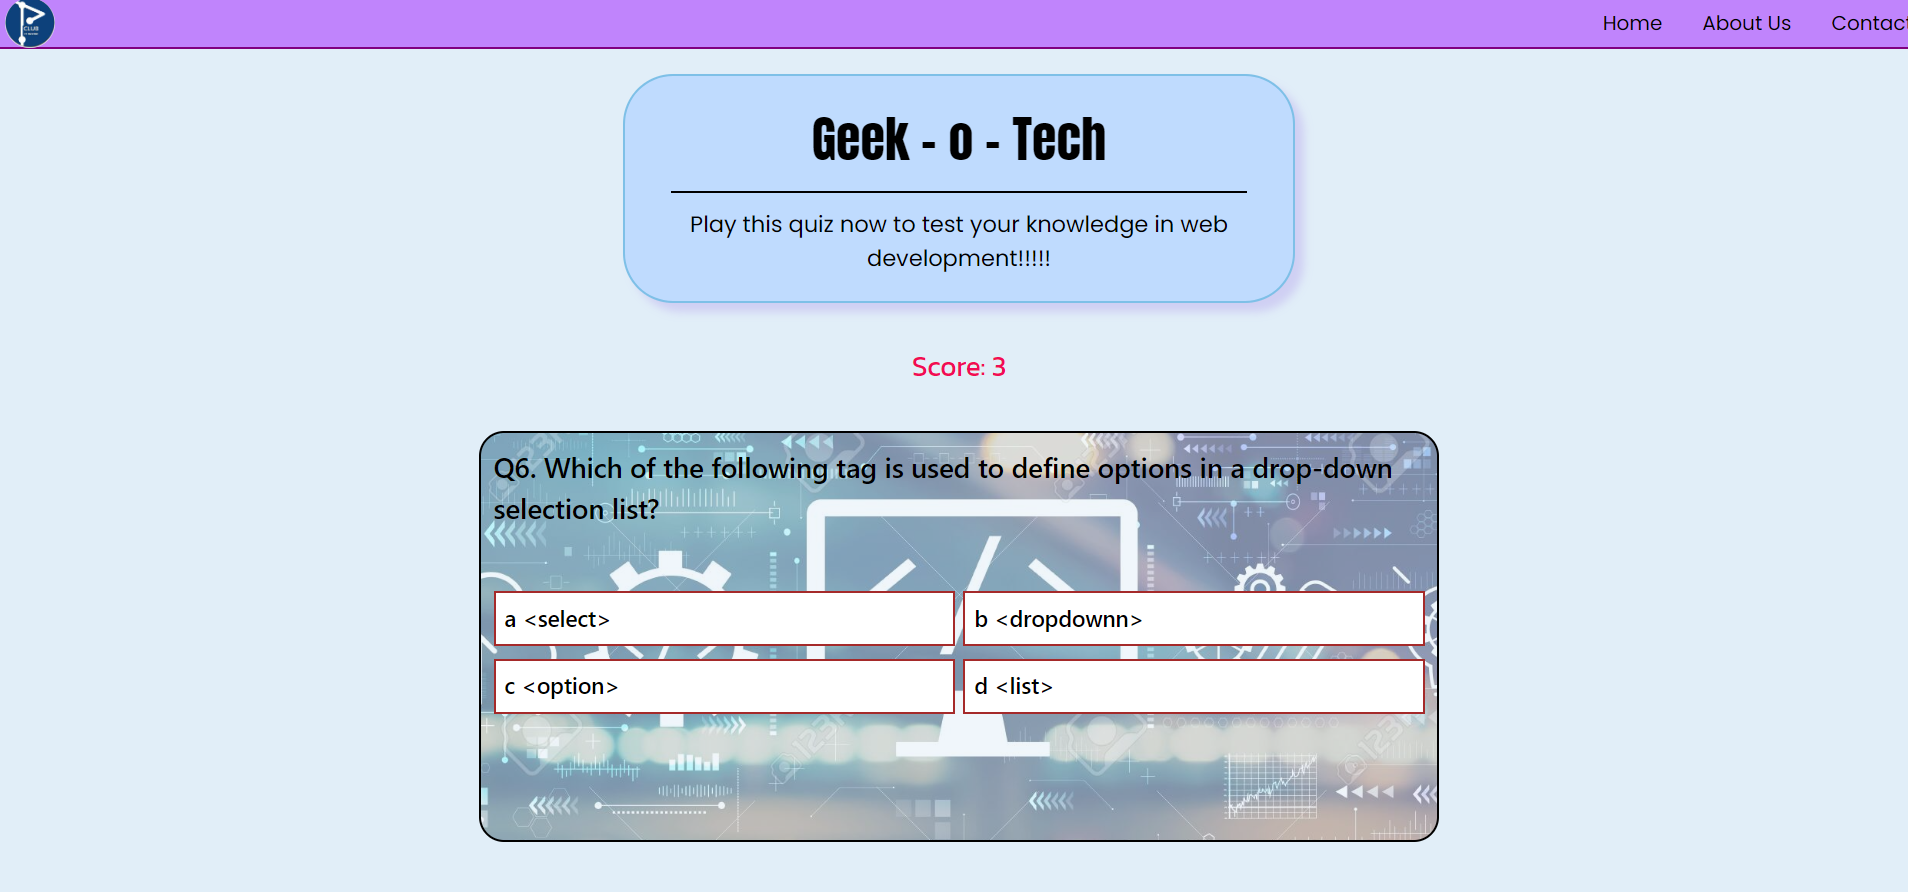 CLUB
Home About Us Contac
Geek - o - Tech
Play this quiz now to test your knowledge in web
development!!!!!
Score: 3
Q6. Which of the following tag is used to define options in a drop-down
selection list?
a <select>
b <dropdownn>
c <option>
d <list>